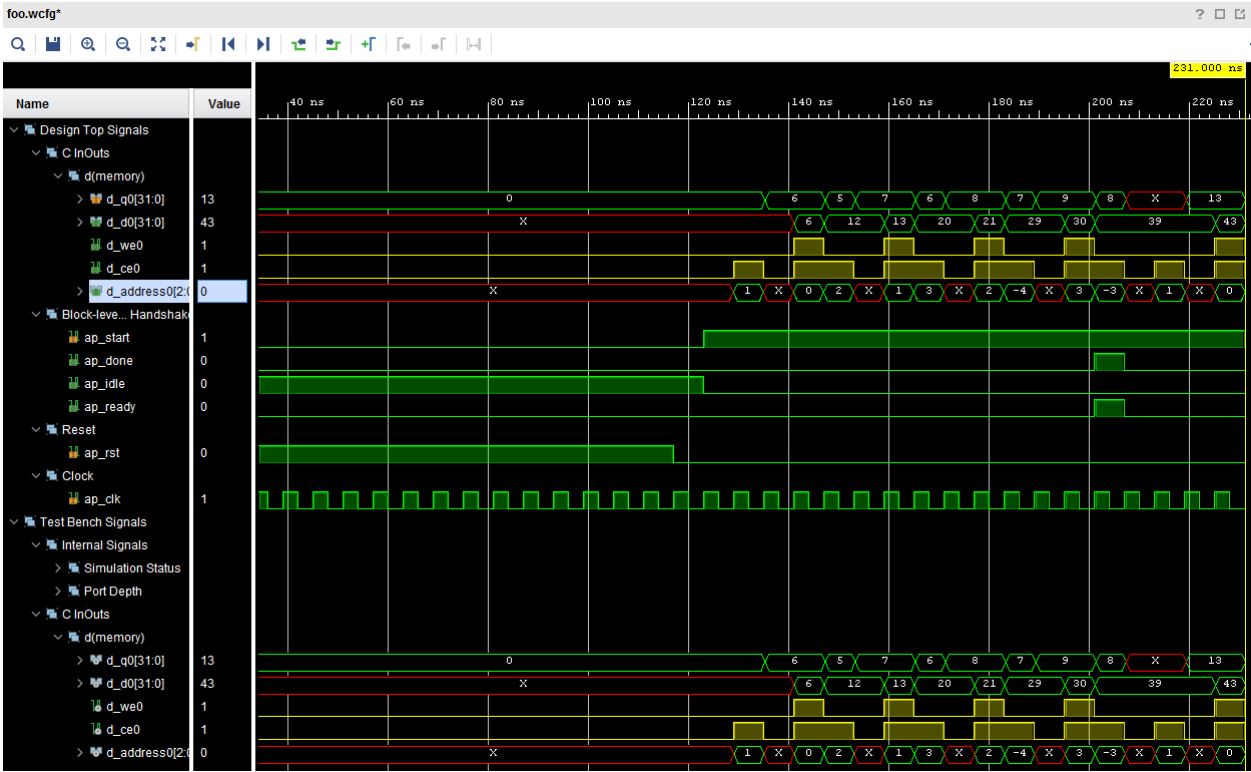 foo.wcfg*
231.000 ns
Name Value 40 ns 60 ns 80 ns 100 ns 120 ns 140 ns 160 ns 180 ns 200 ns 220 ns
Design Top Signals
C InOuts
d(memory)
d_q0[31:0] 13 0 6 5 7 6 8 7 9 8 X 13
d_d0[31:0] 43 X 6 12 13 20 21 29 30 39 43
d_we0 1
d_ce0 1
d_address0[2:0 0 X 1 X 0 2 X 1 3 X 2 -4 X 3 -3 X 1 X 0
Block-leve... Handshake
ap_start 1
ap_done 0
ap_idle 0
ap_ready 0
Reset
ap_rst 0
Clock
ap_clk 1
Test Bench Signals
Internal Signals
Simulation Status
Port Depth
C InOuts
d(memory)
d_q0[31:0] 13 0 6 5 7 6 8 7 9 8 X 13
d_d0[31:0] 43 X 6 12 13 20 21 29 30 39 43
d_we0 1
d_ce0 1
d_address0[2:0 0 X 1 X 0 2 X 1 3 X 2 -4 X 3 -3 X 1 X 0